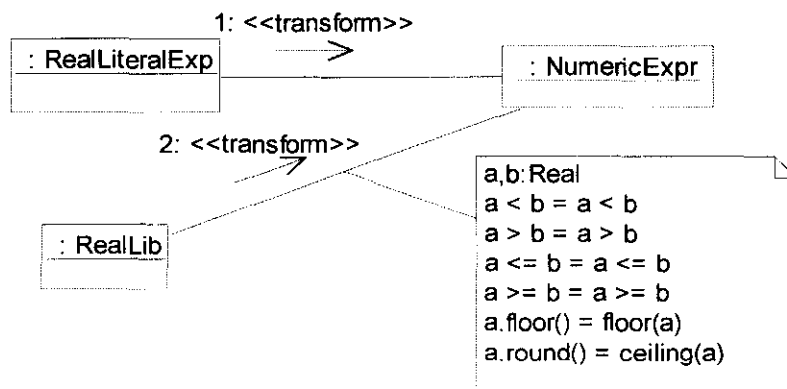 1: <<transform>>
: RealLiteralExp
: NumericExpr
2: <<transform>>
: RealLib
a,b:Real
a < b = a < b
a > b = a > b
a <= b = a <= b
a >= b = a >= b
a.floor() = floor(a)
a.round() = ceiling(a)